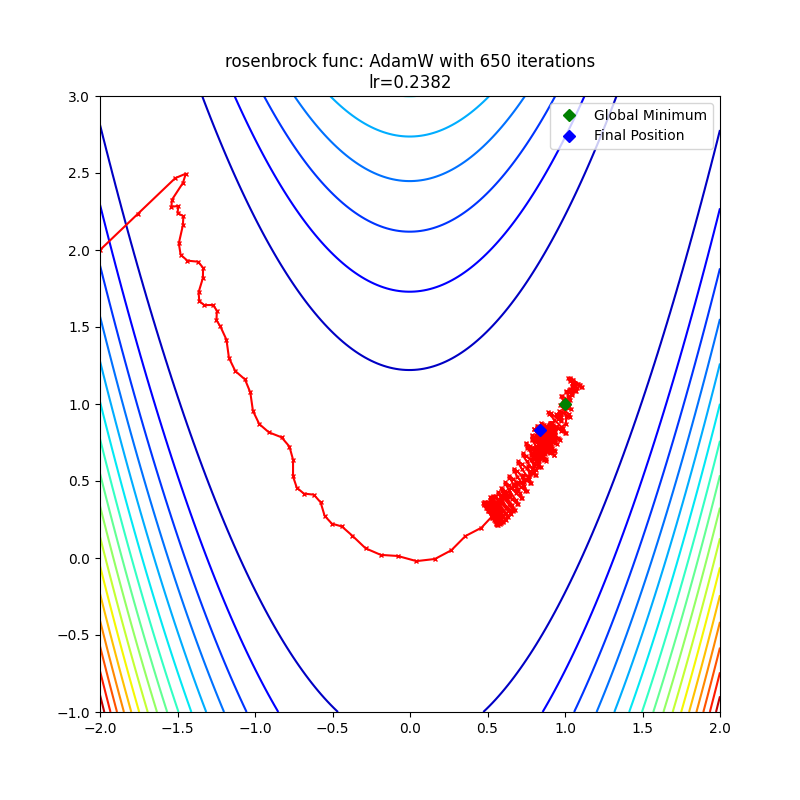 rosenbrock func: AdamW with 650 iterations
lr=0.2382
Global Minimum
Final Position
3.0
2.5
2.0
1.5
1.0
0.5
0.0
−0.5
−1.0
−2.0 −1.5 −1.0 −0.5 0.0 0.5 1.0 1.5 2.0